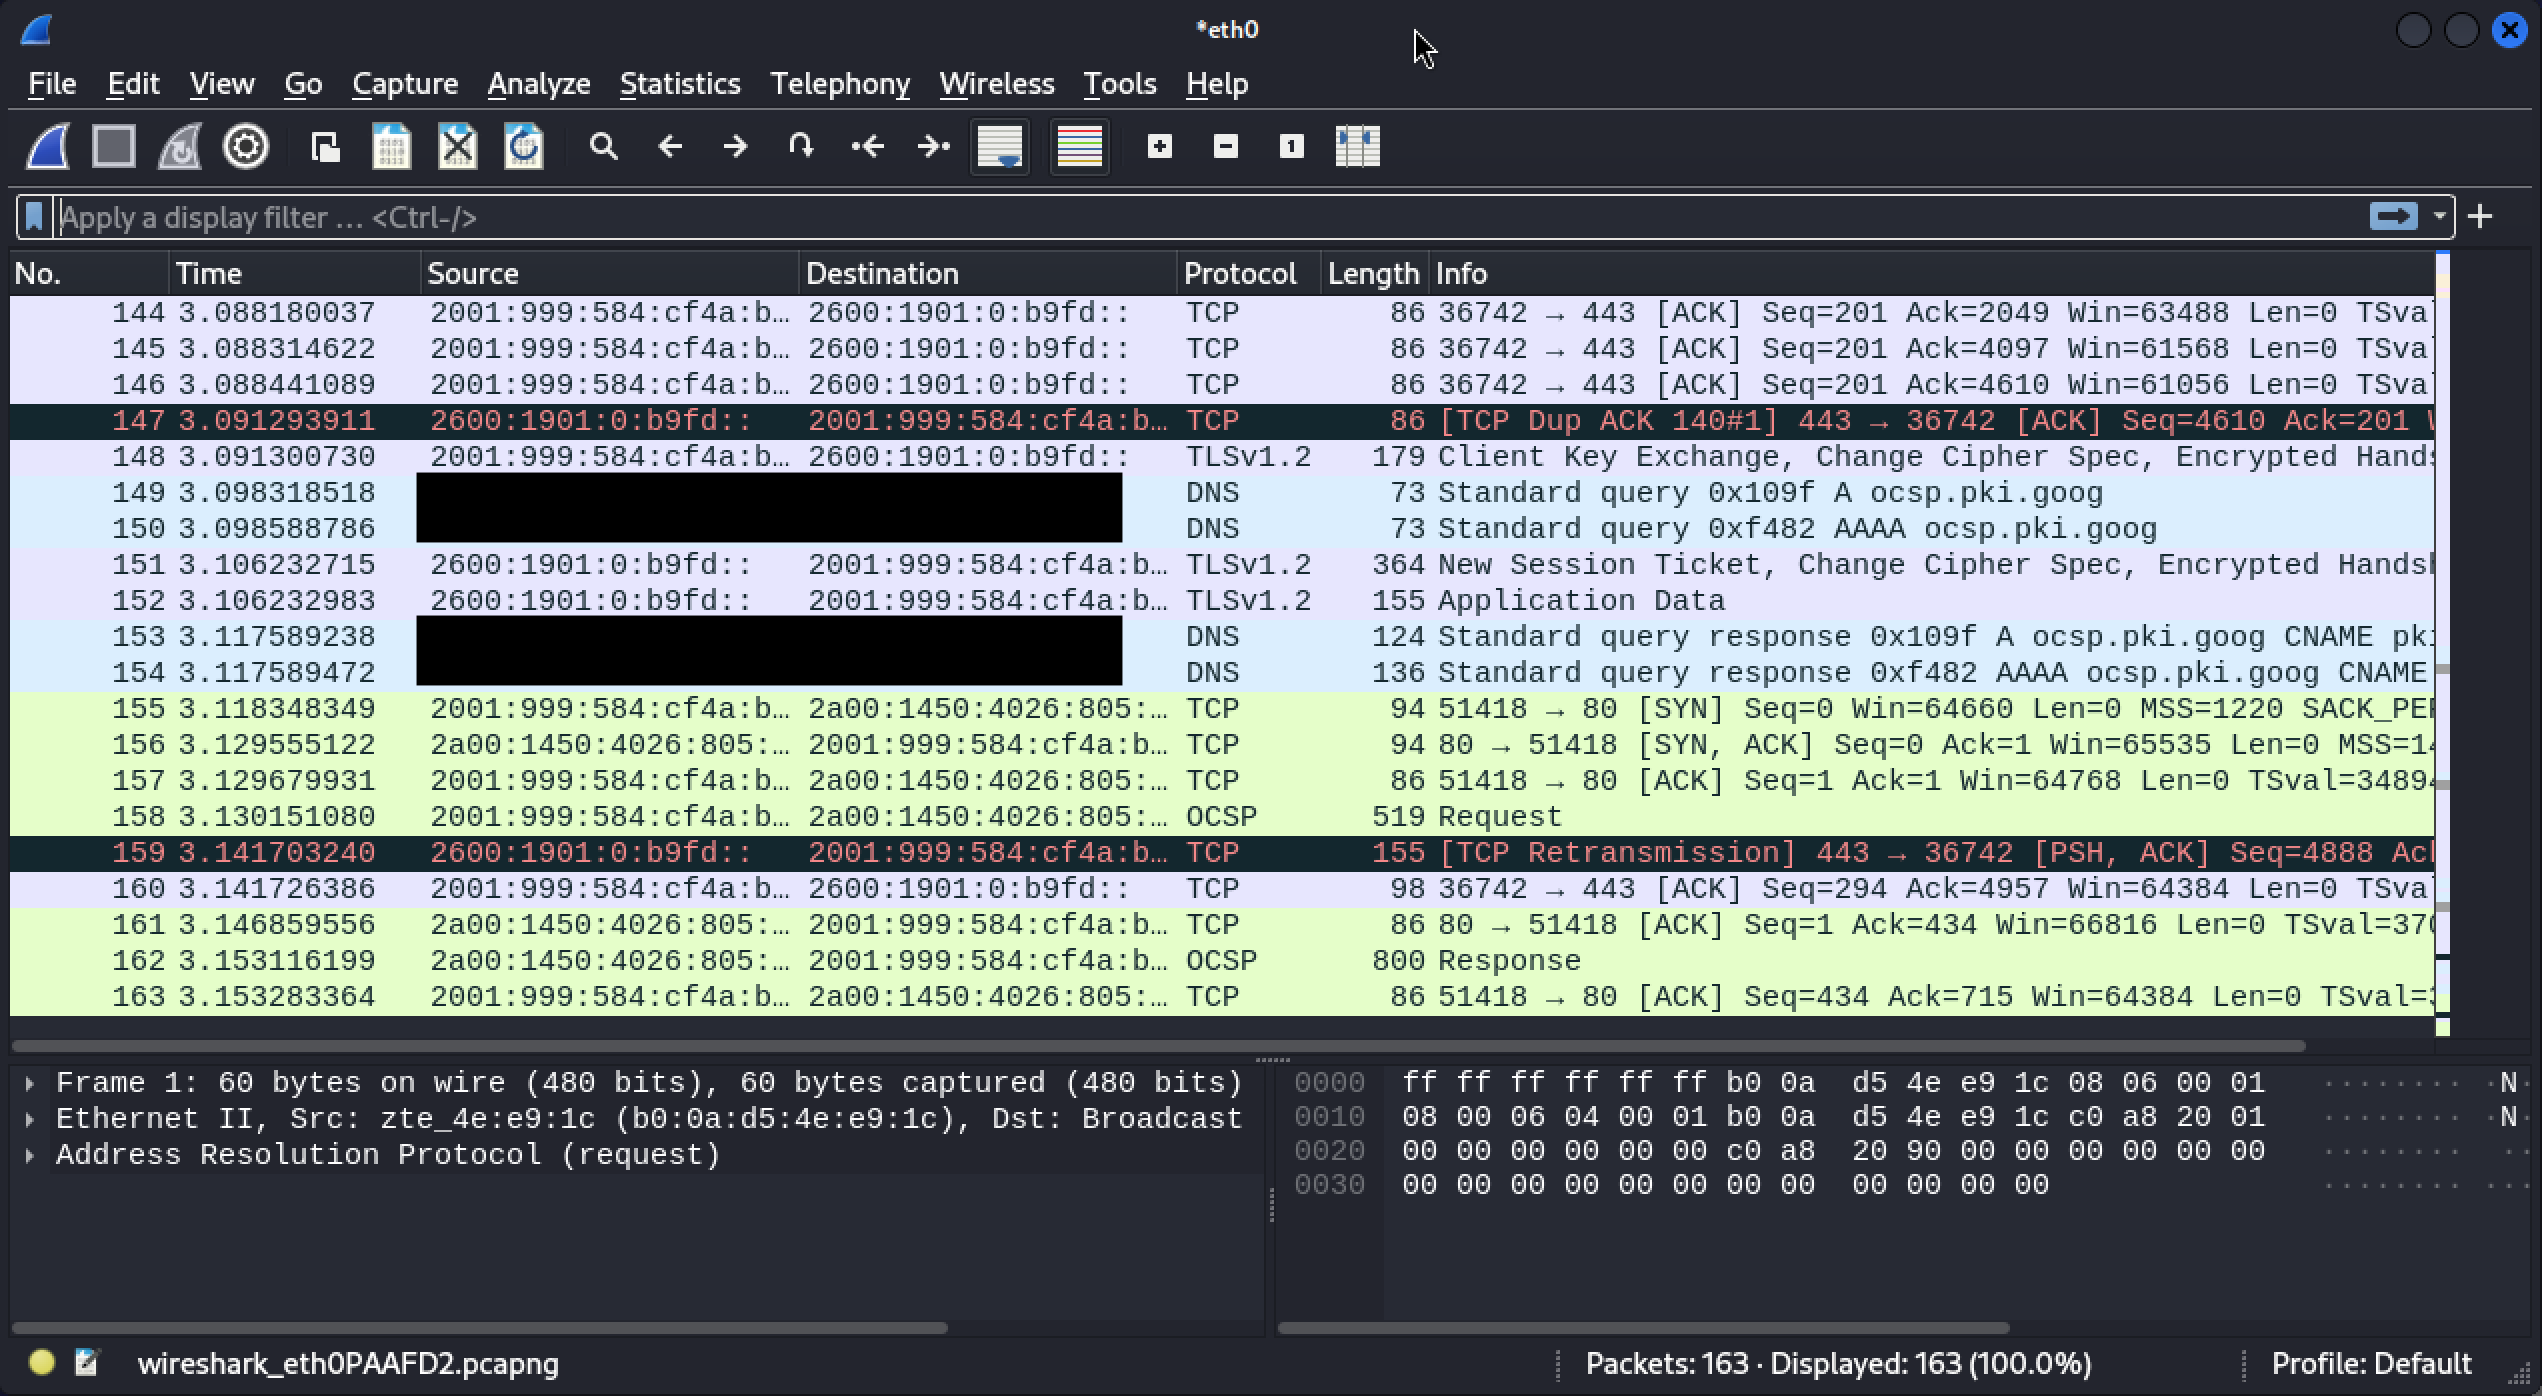 *eth0
File Edit View Go Capture Analyze Statistics Telephony Wireless Tools Help
Apply a display filter … <Ctrl-/>
No. Time Source Destination Protocol Length Info
144 3.088180037 2001:999:584:cf4a:b… 2600:1901:0:b9fd:: TCP 86 36742 → 443 [ACK] Seq=201 Ack=2049 Win=63488 Len=0 TSval
145 3.088314622 2001:999:584:cf4a:b… 2600:1901:0:b9fd:: TCP 86 36742 → 443 [ACK] Seq=201 Ack=4097 Win=61568 Len=0 TSval
146 3.088441089 2001:999:584:cf4a:b… 2600:1901:0:b9fd:: TCP 86 36742 → 443 [ACK] Seq=201 Ack=4610 Win=61056 Len=0 TSval
147 3.091293911 2600:1901:0:b9fd:: 2001:999:584:cf4a:b… TCP 86 [TCP Dup ACK 140#1] 443 → 36742 [ACK] Seq=4610 Ack=201
148 3.091300730 2001:999:584:cf4a:b… 2600:1901:0:b9fd:: TLSv1.2 179 Client Key Exchange, Change Cipher Spec, Encrypted Hands
149 3.098318518 DNS 73 Standard query 0x109f A ocsp.pki.goog
150 3.098588786 DNS 73 Standard query 0xf482 AAAA ocsp.pki.goog
151 3.106232715 2600:1901:0:b9fd:: 2001:999:584:cf4a:b… TLSv1.2 364 New Session Ticket, Change Cipher Spec, Encrypted Handsh
152 3.106232983 2600:1901:0:b9fd:: 2001:999:584:cf4a:b… TLSv1.2 155 Application Data
153 3.117589238 DNS 124 Standard query response 0x109f A ocsp.pki.goog CNAME pki
154 3.117589472 DNS 136 Standard query response 0xf482 AAAA ocsp.pki.goog CNAME
155 3.118348349 2001:999:584:cf4a:b… 2a00:1450:4026:805:… TCP 94 51418 → 80 [SYN] Seq=0 Win=64660 Len=0 MSS=1220 SACK_PER
156 3.129555122 2a00:1450:4026:805:… 2001:999:584:cf4a:b… TCP 94 80 → 51418 [SYN, ACK] Seq=0 Ack=1 Win=65535 Len=0 MSS=14
157 3.129679931 2001:999:584:cf4a:b… 2a00:1450:4026:805:… TCP 86 51418 → 80 [ACK] Seq=1 Ack=1 Win=64768 Len=0 TSval=34894
158 3.130151080 2001:999:584:cf4a:b… 2a00:1450:4026:805:… OCSP 519 Request
159 3.141703240 2600:1901:0:b9fd:: 2001:999:584:cf4a:b… TCP 155 [TCP Retransmission] 443 → 36742 [PSH, ACK] Seq=4888 Ack
160 3.141726386 2001:999:584:cf4a:b… 2600:1901:0:b9fd:: TCP 98 36742 → 443 [ACK] Seq=294 Ack=4957 Win=64384 Len=0 TSval
161 3.146859556 2a00:1450:4026:805:… 2001:999:584:cf4a:b… TCP 86 80 → 51418 [ACK] Seq=1 Ack=434 Win=66816 Len=0 TSval=370
162 3.153116199 2a00:1450:4026:805:… 2001:999:584:cf4a:b… OCSP 800 Response
163 3.153283364 2001:999:584:cf4a:b… 2a00:1450:4026:805:… TCP 86 51418 → 80 [ACK] Seq=434 Ack=715 Win=64384 Len=0 TSval=3
Frame 1: 60 bytes on wire (480 bits), 60 bytes captured (480 bits)
Ethernet II, Src: zte_4e:e9:1c (b0:0a:d5:4e:e9:1c), Dst: Broadcast
Address Resolution Protocol (request)
0000 ff ff ff ff ff ff b0 0a d5 4e e9 1c 08 06 00 01 ········ ·N·
0010 08 00 06 04 00 01 b0 0a d5 4e e9 1c c0 a8 20 01 ········ ·N·
0020 00 00 00 00 00 00 c0 a8 20 90 00 00 00 00 00 00 ········ ··
0030 00 00 00 00 00 00 00 00 00 00 00 00 ········ ···
wireshark_eth0PAAFD2.pcapng
Packets: 163 · Displayed: 163 (100.0%)
Profile: Default